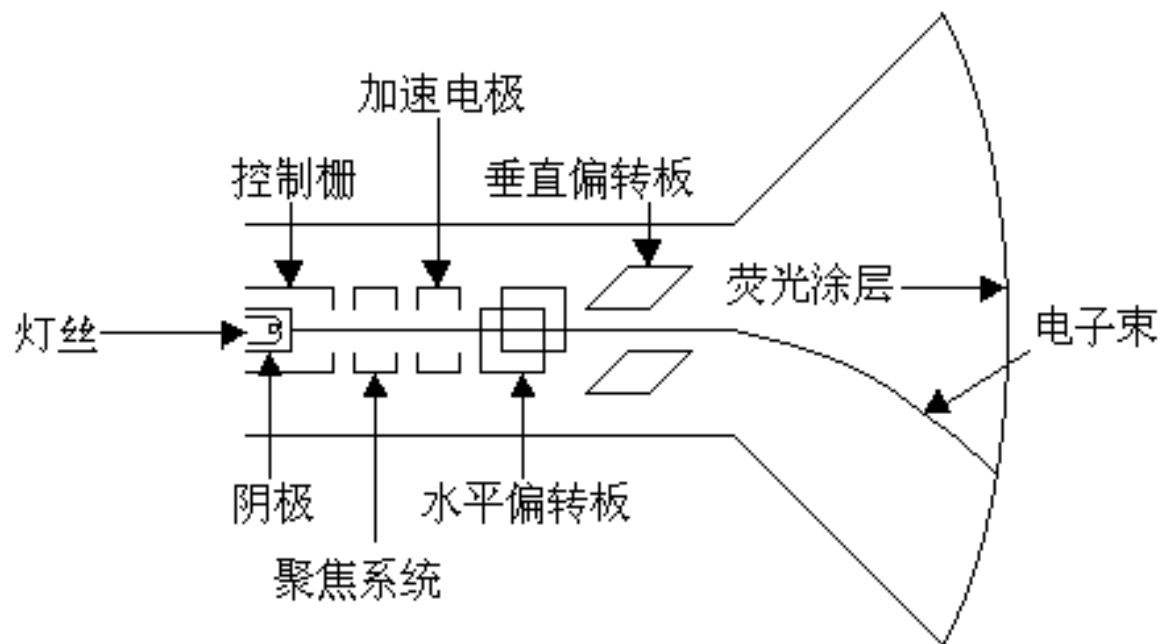 加速电极
控制栅
垂直偏转板
荧光涂层
灯丝
电子束
阴极
水平偏转板
聚焦系统